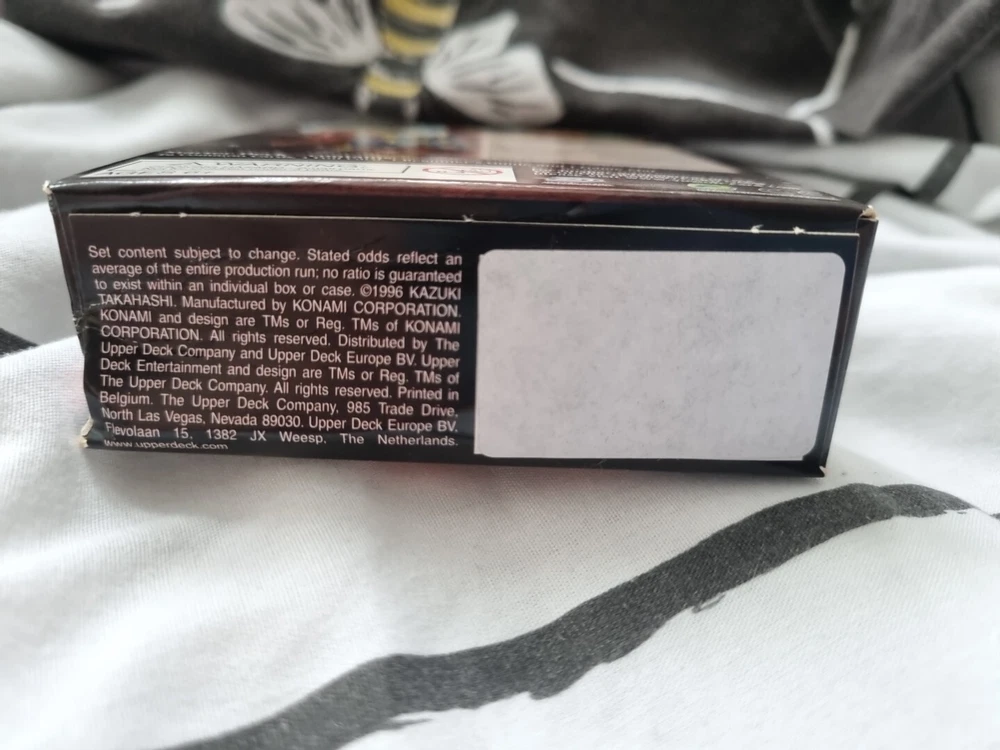 Set content subject to change. Stated odds reflect an
average of the entire production run; no ratio is guaranteed
to exist within an individual box or case. ©1996 KAZUKI
TAKAHASHI. Manufactured by KONAMI CORPORATION.
KONAMI and design are TMs or Reg. TMs of KONAMI
CORPORATION. All rights reserved. Distributed by The
Upper Deck Company and Upper Deck Europe BV. Upper
Deck Entertainment and design are TMs or Reg. TMs of
The Upper Deck Company. All rights reserved. Printed in
Belgium. The Upper Deck Company, 985 Trade Drive,
North Las Vegas, Nevada 89030. Upper Deck Europe BV,
Flevolaan 15, 1382 JX Weesp, The Netherlands.
www.upperdeck.com